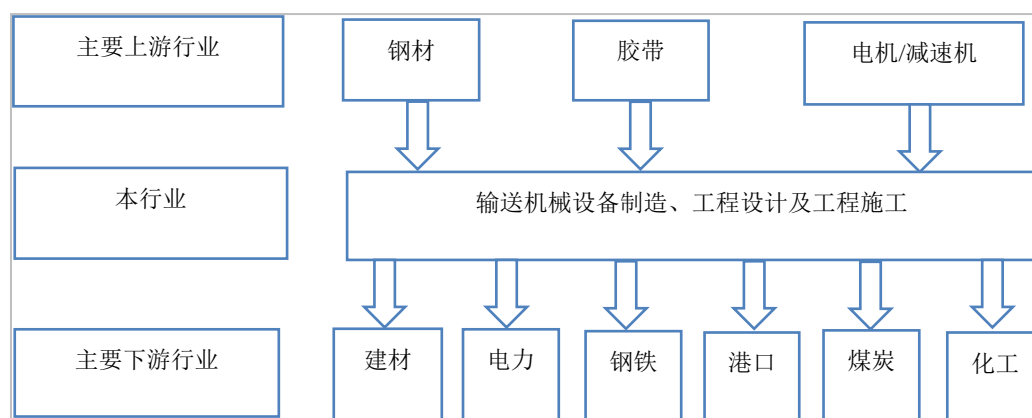 主要上游行业
钢材
胶带
电机/减速机
本行业
输送机械设备制造、工程设计及工程施工
主要下游行业
建材
电力
钢铁
港口
煤炭
化工